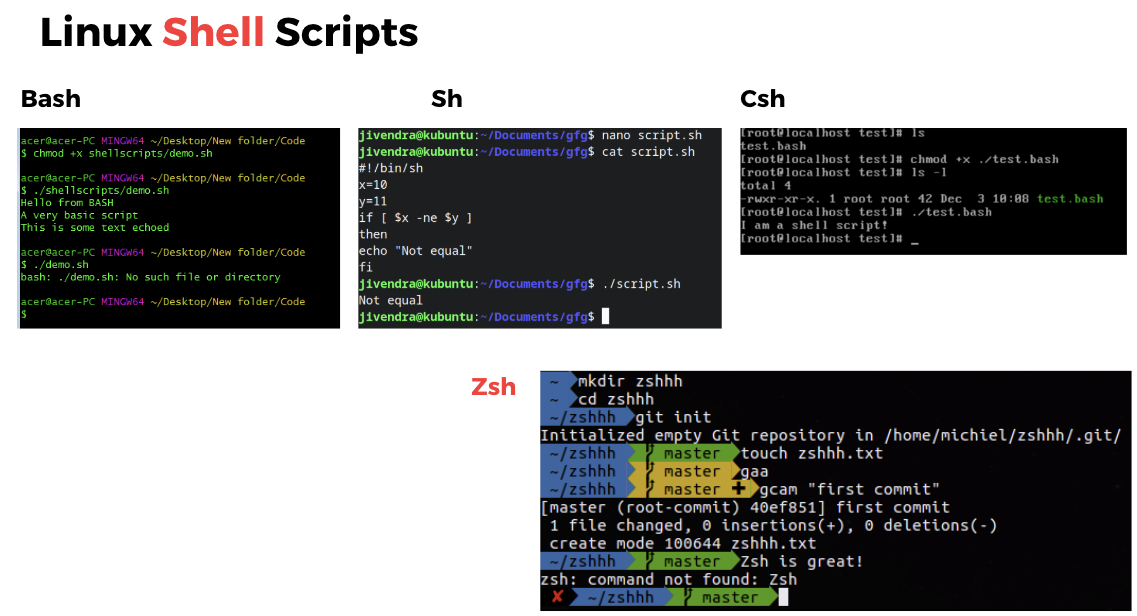 Linux Shell Scripts
Bash
acer@acer-PC MINGW64 ~/Desktop/New folder/Code
$ chmod +x shellscripts/demo.sh
acer@acer-PC MINGW64 ~/Desktop/New folder/Code
$ ./shellscripts/demo.sh
Hello from BASH
A very basic script
This is some text echoed
acer@acer-PC MINGW64 ~/Desktop/New folder/Code
$ ./demo.sh
bash: ./demo.sh: No such file or directory
acer@acer-PC MINGW64 ~/Desktop/New folder/Code
$
Sh
jivendra@kubuntu:~/Documents/gfg$ nano script.sh
jivendra@kubuntu:~/Documents/gfg$ cat script.sh
#!/bin/sh
x=10
y=11
if [ $x -ne $y ]
then
echo "Not equal"
fi
jivendra@kubuntu:~/Documents/gfg$ ./script.sh
Not equal
jivendra@kubuntu:~/Documents/gfg$
Csh
[root@localhost test]# ls
test.bash
[root@localhost test]# chmod +x ./test.bash
[root@localhost test]# ls -l
total 4
-rwxr-xr-x. 1 root root 42 Dec  3 10:08 test.bash
[root@localhost test]# ./test.bash
I am a shell script!
[root@localhost test]# _
Zsh
~ mkdir zshhh
~ cd zshhh
~/zshhh git init
Initialized empty Git repository in /home/michiel/zshhh/.git/
~/zshhh master touch zshhh.txt
~/zshhh master gaa
~/zshhh master ✚ gcam "first commit"
[master (root-commit) 40ef851] first commit
1 file changed, 0 insertions(+), 0 deletions(-)
create mode 100644 zshhh.txt
~/zshhh master Zsh is great!
zsh: command not found: Zsh
✘ ~/zshhh master